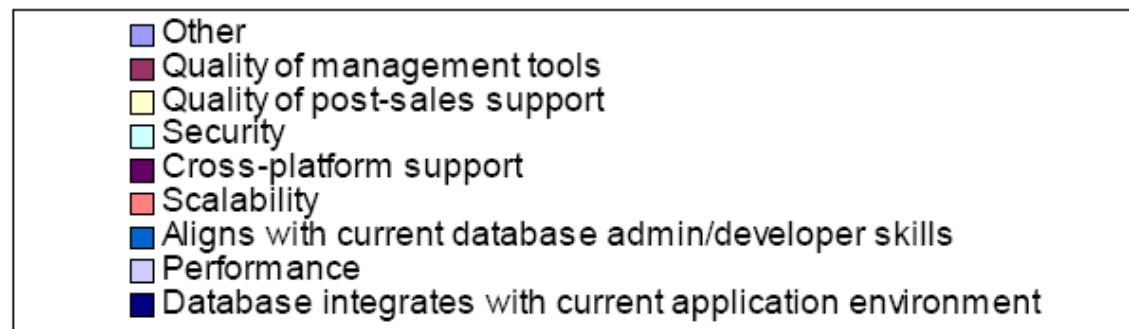 Other
Quality of management tools
Quality of post-sales support
Security
Cross-platform support
Scalability
Aligns with current database admin/developer skills
Performance
Database integrates with current application environment